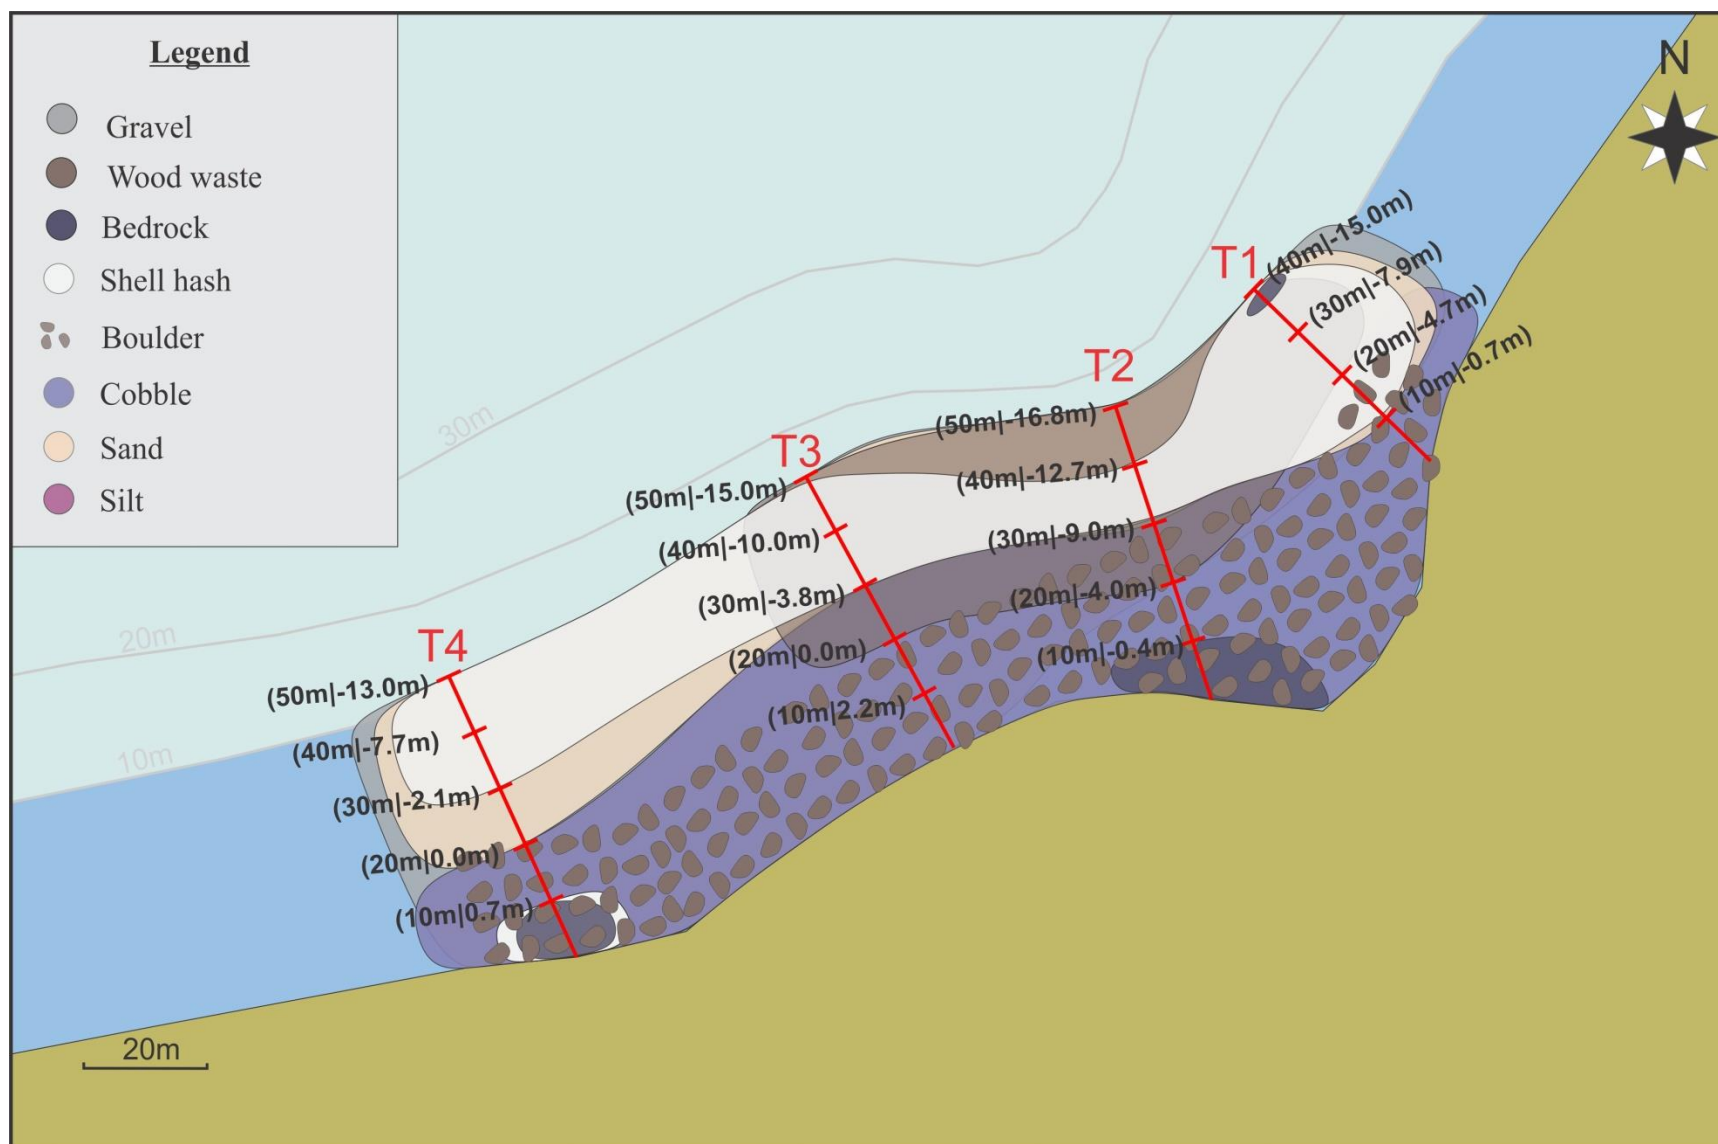 Legend
Gravel
Wood waste
Bedrock
Shell hash
Boulder
Cobble
Sand
Silt
N
30m
20m
10m
T1
(40m|-15.0m)
(30m|-7.9m)
(20m|-4.7m)
(10m|-0.7m)
T2
(50m|-16.8m)
(40m|-12.7m)
(30m|-9.0m)
(20m|-4.0m)
(10m|-0.4m)
T3
(50m|-15.0m)
(40m|-10.0m)
(30m|-3.8m)
(20m|0.0m)
(10m|2.2m)
T4
(50m|-13.0m)
(40m|-7.7m)
(30m|-2.1m)
(20m|0.0m)
(10m|0.7m)
20m